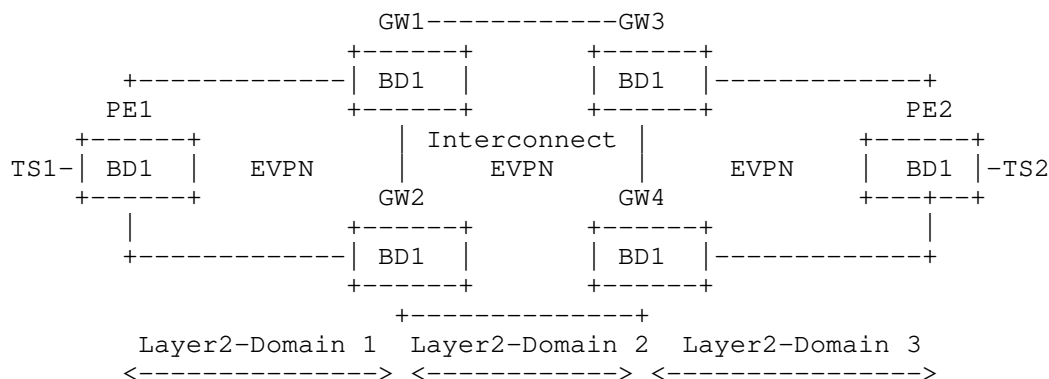 GW1------------GW3
BD1 BD1
PE1 PE2
Interconnect
TS1- BD1 EVPN EVPN EVPN BD1 -TS2
GW2 GW4
BD1 BD1
Layer2-Domain 1 Layer2-Domain 2 Layer2-Domain 3